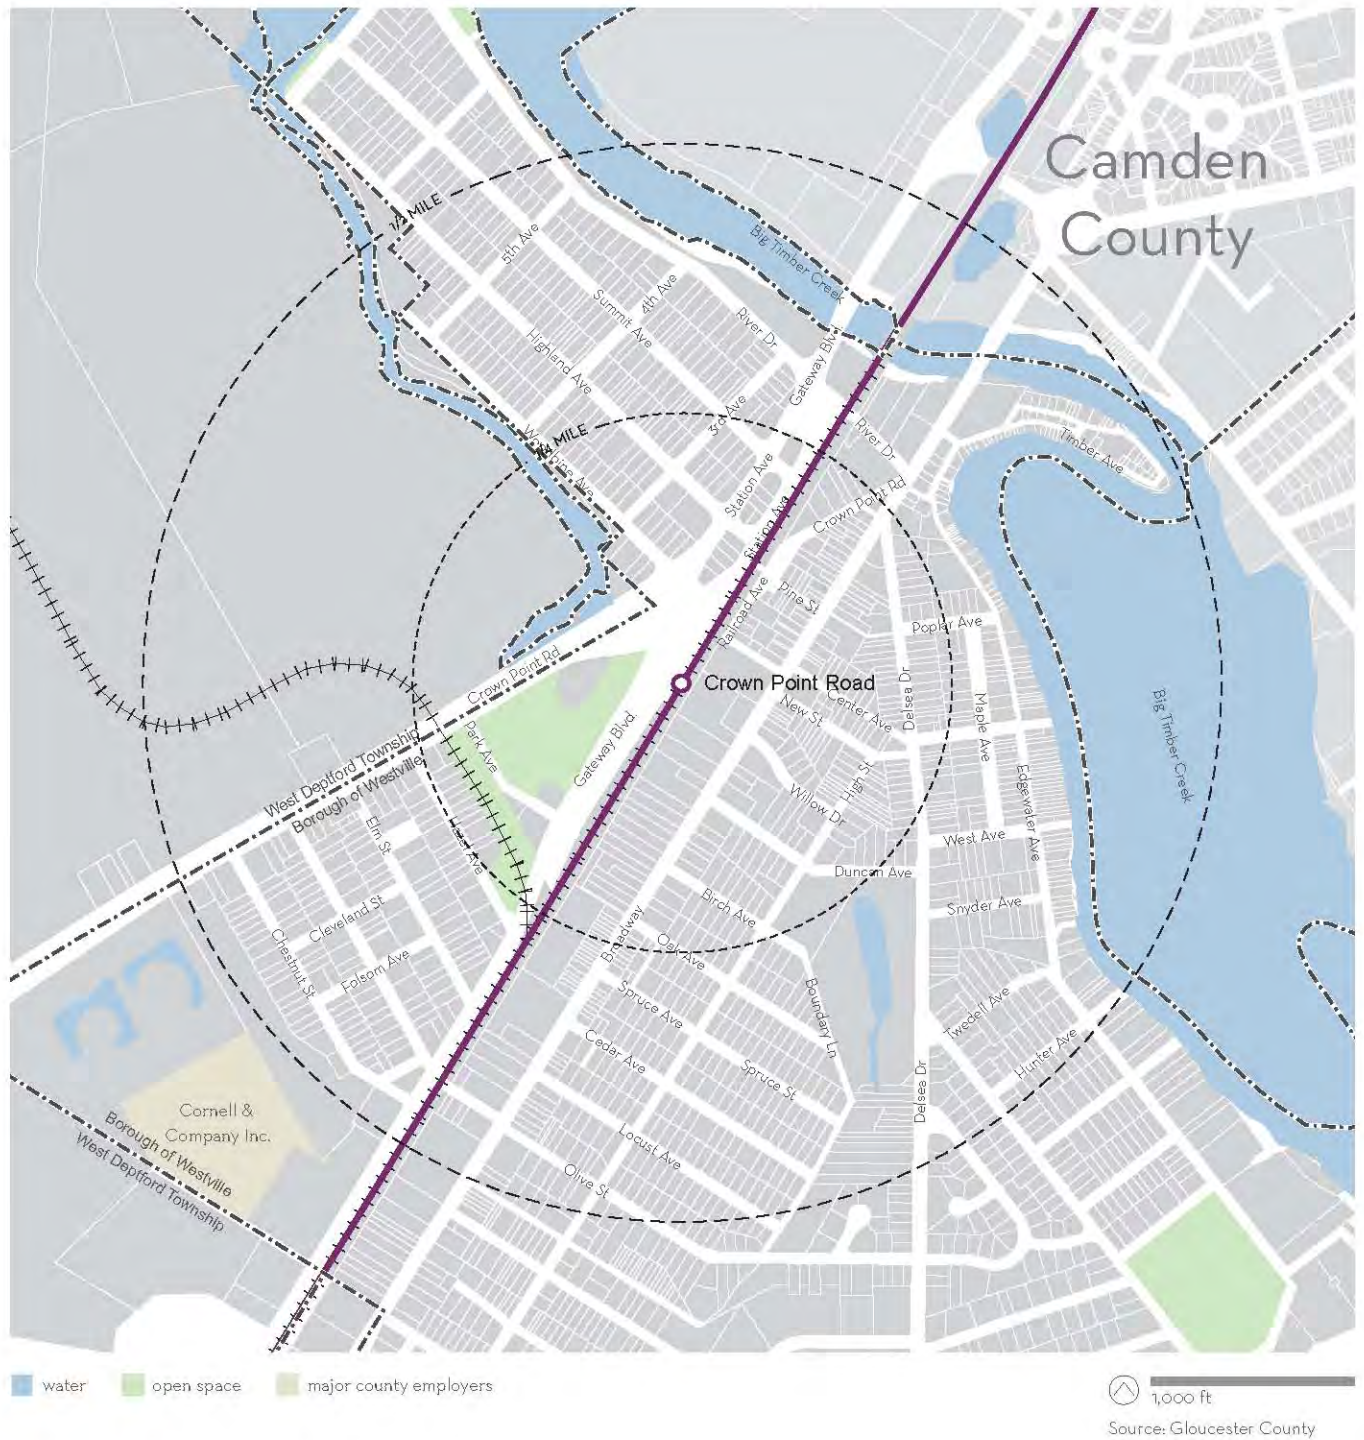 Camden
County
1/2 MILE
Big Timber Creek
5th Ave
4th Ave
Summit Ave
River Dr
Highland Ave
Gateway Blvd
3rd Ave
1/4 MILE
River Dr
Timber Ave
Station Ave
Crown Point Rd
Station Ave
Pine St
Railroad Ave
Poplar Ave
Crown Point Rd
Crown Point Road
Delsea Dr
Center Ave
New St
Maple Ave
Big Timber Creek
Park Ave
Gateway Blvd.
West Deptford Township
Borough of Westville
High St
Willow Dr
Edgewater Ave
Elm St
West Ave
Duncan Ave
Birch Ave
Snyder Ave
Cleveland St
Chestnut St
Broadway
Oak Ave
Folsom Ave
Spruce Ave
Boundary Ln
Twedell Ave
Cedar Ave
Spruce St
Hunter Ave
Delsea Dr
Cornell &
Company Inc.
Borough of Westville
West Deptford Township
Locust Ave
Olive St
water
open space
major county employers
1,000 ft
Source: Gloucester County